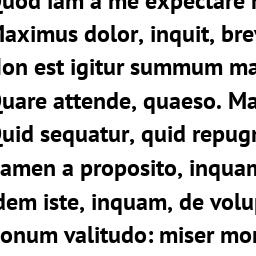 Quod iam a me expectare
Maximus dolor, inquit, brev
Non est igitur summum ma
Quare attende, quaeso. Ma
Quid sequatur, quid repugn
tamen a proposito, inquam
idem iste, inquam, de volup
bonum valitudo: miser mor